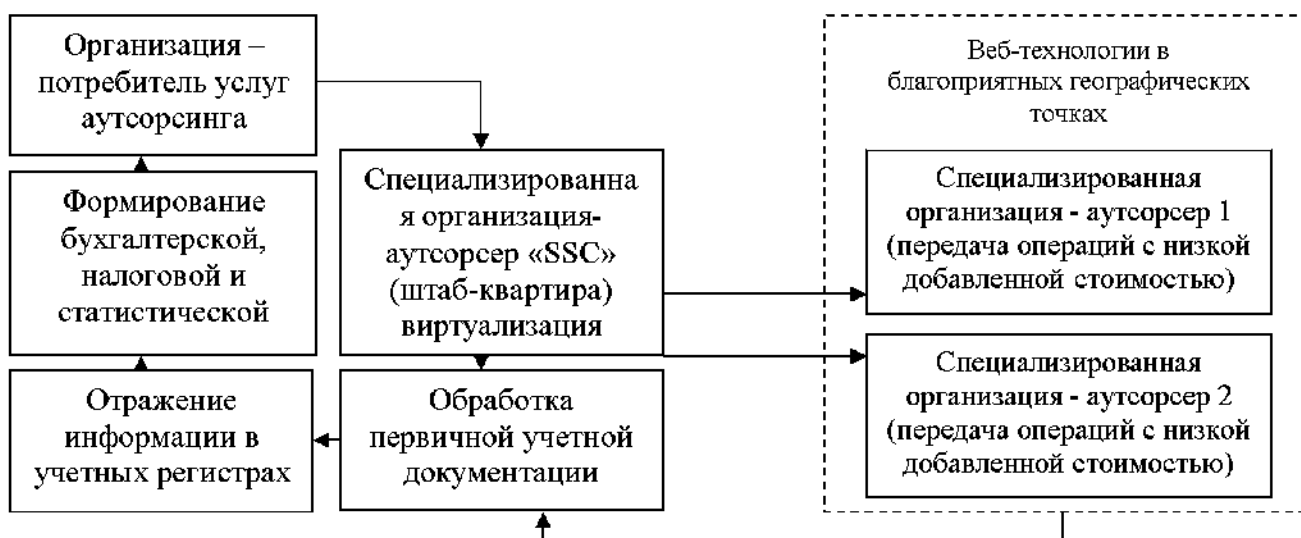 Организация –
потребитель услуг
аутсорсинга
Формирование
бухгалтерской,
налоговой и
статистической
Отражение
информации в
учетных регистрах
Специализированна
я организация-
аутсорсер «SSC»
(штаб-квартира)
виртуализация
Обработка
первичной учетной
документации
Веб-технологии в
благоприятных географических
точках
Специализированная
организация - аутсорсер 1
(передача операций с низкой
добавленной стоимостью)
Специализированная
организация - аутсорсер 2
(передача операций с низкой
добавленной стоимостью)